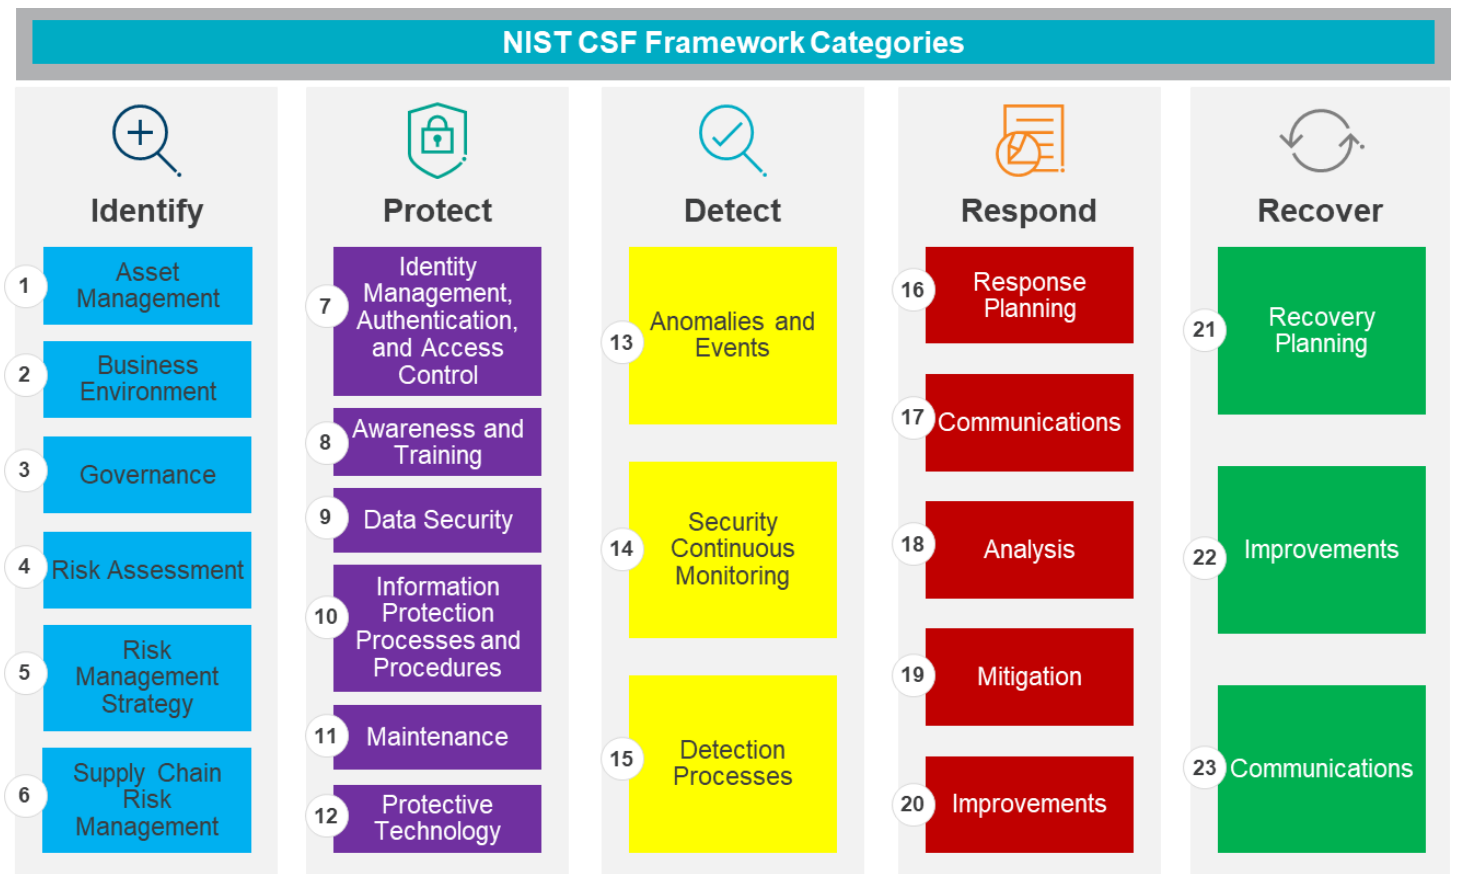 NIST CSF Framework Categories
Identify
1
Asset
Management
2
Business
Environment
3
Governance
4
Risk Assessment
5
Risk
Management
Strategy
6
Supply Chain
Risk
Management
Protect
7
Identity
Management,
Authentication,
and Access
Control
8
Awareness and
Training
9
Data Security
10
Information
Protection
Processes and
Procedures
11
Maintenance
12
Protective
Technology
Detect
13
Anomalies and
Events
14
Security
Continuous
Monitoring
15
Detection
Processes
Respond
16
Response
Planning
17
Communications
18
Analysis
19
Mitigation
20
Improvements
Recover
21
Recovery
Planning
22
Improvements
23
Communications